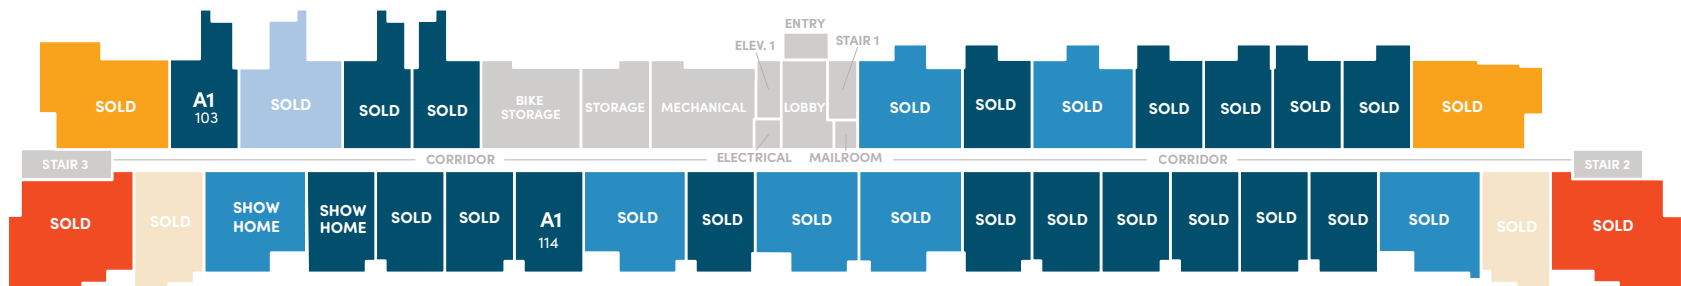 ENTRY
ELEV. 1
STAIR 1
SOLD
A1
103
SOLD
SOLD
SOLD
BIKE
STORAGE
STORAGE
MECHANICAL
LOBBY
SOLD
SOLD
SOLD
SOLD
SOLD
SOLD
SOLD
SOLD
STAIR 3
CORRIDOR
ELECTRICAL
MAILROOM
CORRIDOR
STAIR 2
SOLD
SOLD
SHOW
HOME
SHOW
HOME
SOLD
SOLD
A1
114
SOLD
SOLD
SOLD
SOLD
SOLD
SOLD
SOLD
SOLD
SOLD
SOLD
SOLD
SOLD
SOLD